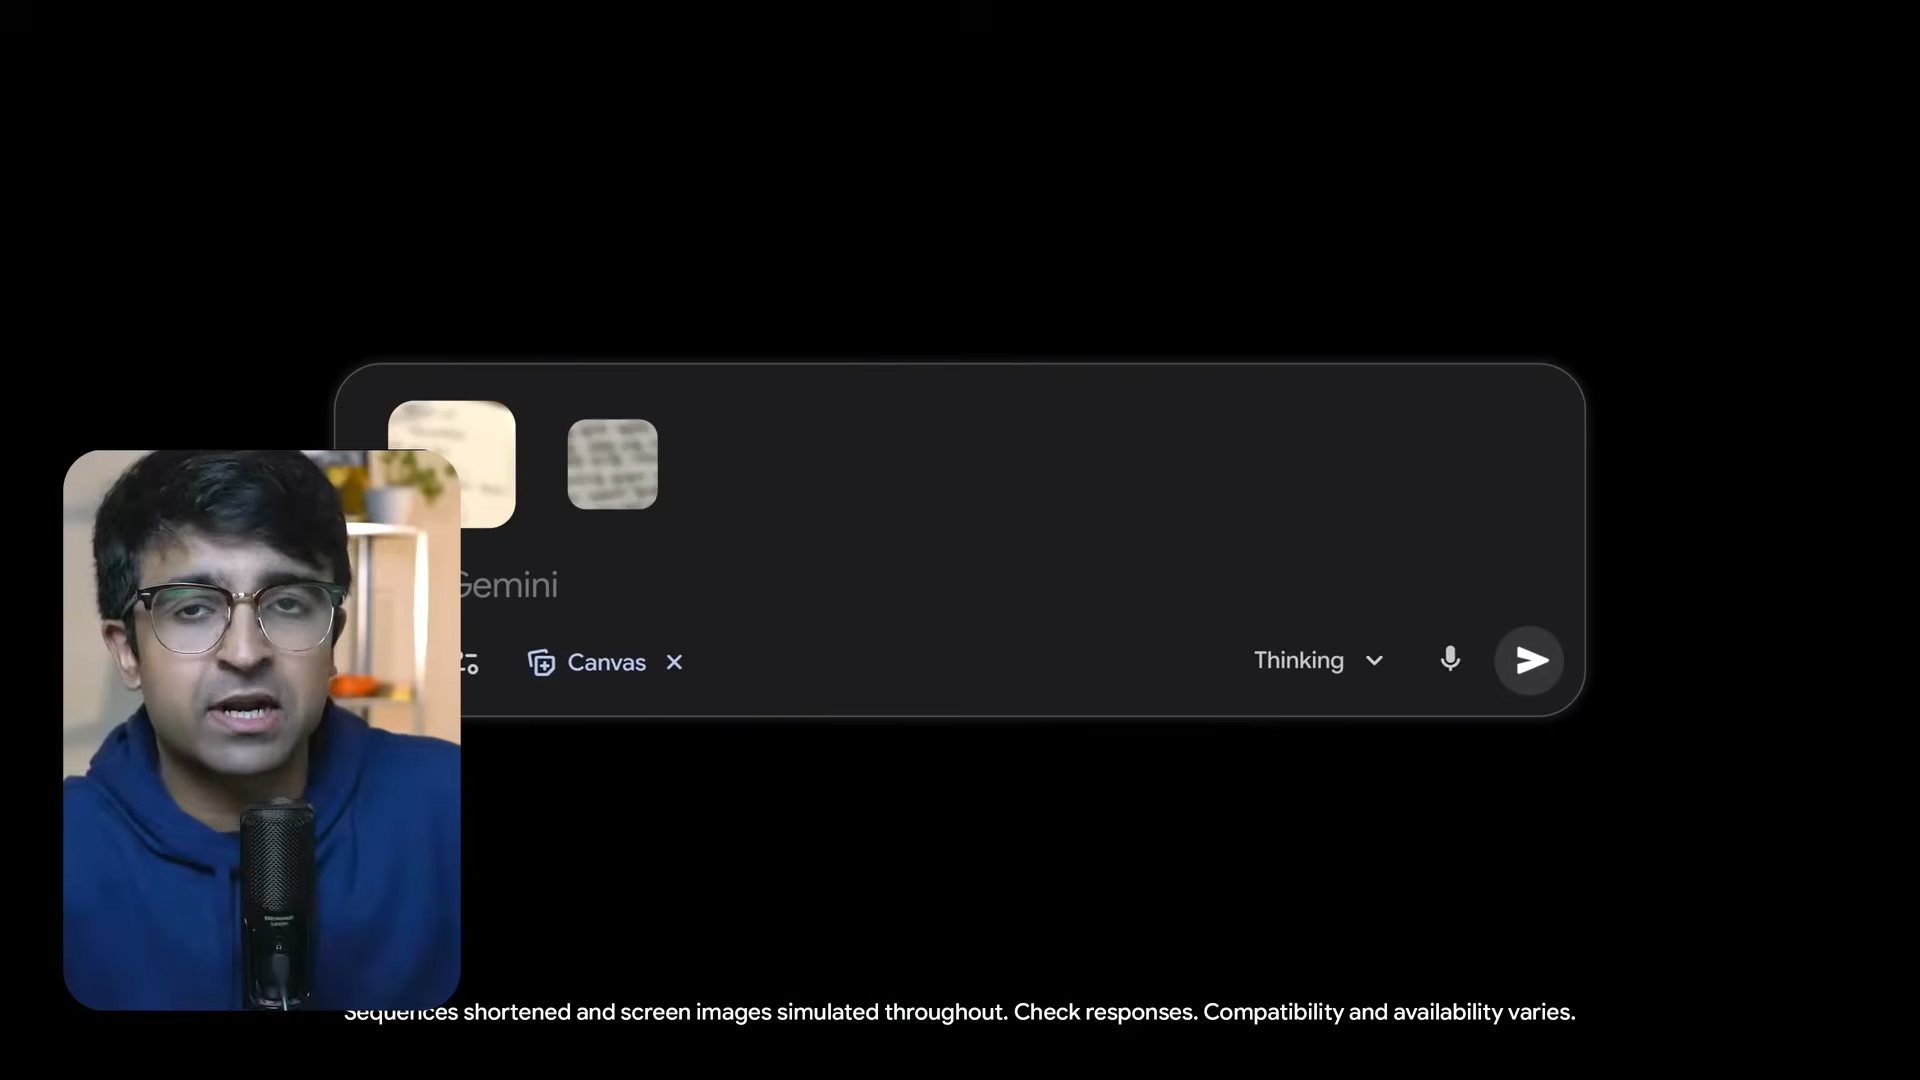 Gemini
Canvas
Thinking
Sequences shortened and screen images simulated throughout. Check responses. Compatibility and availability varies.